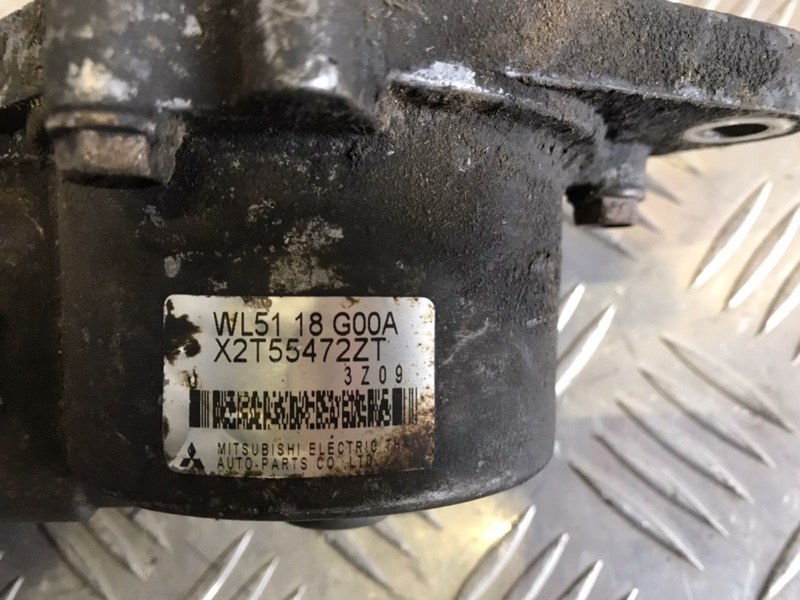 WL51 18 G00A
X2T55472ZT
3Z09
MITSUBISHI ELECTRIC
AUTO-PARTS CO LTD